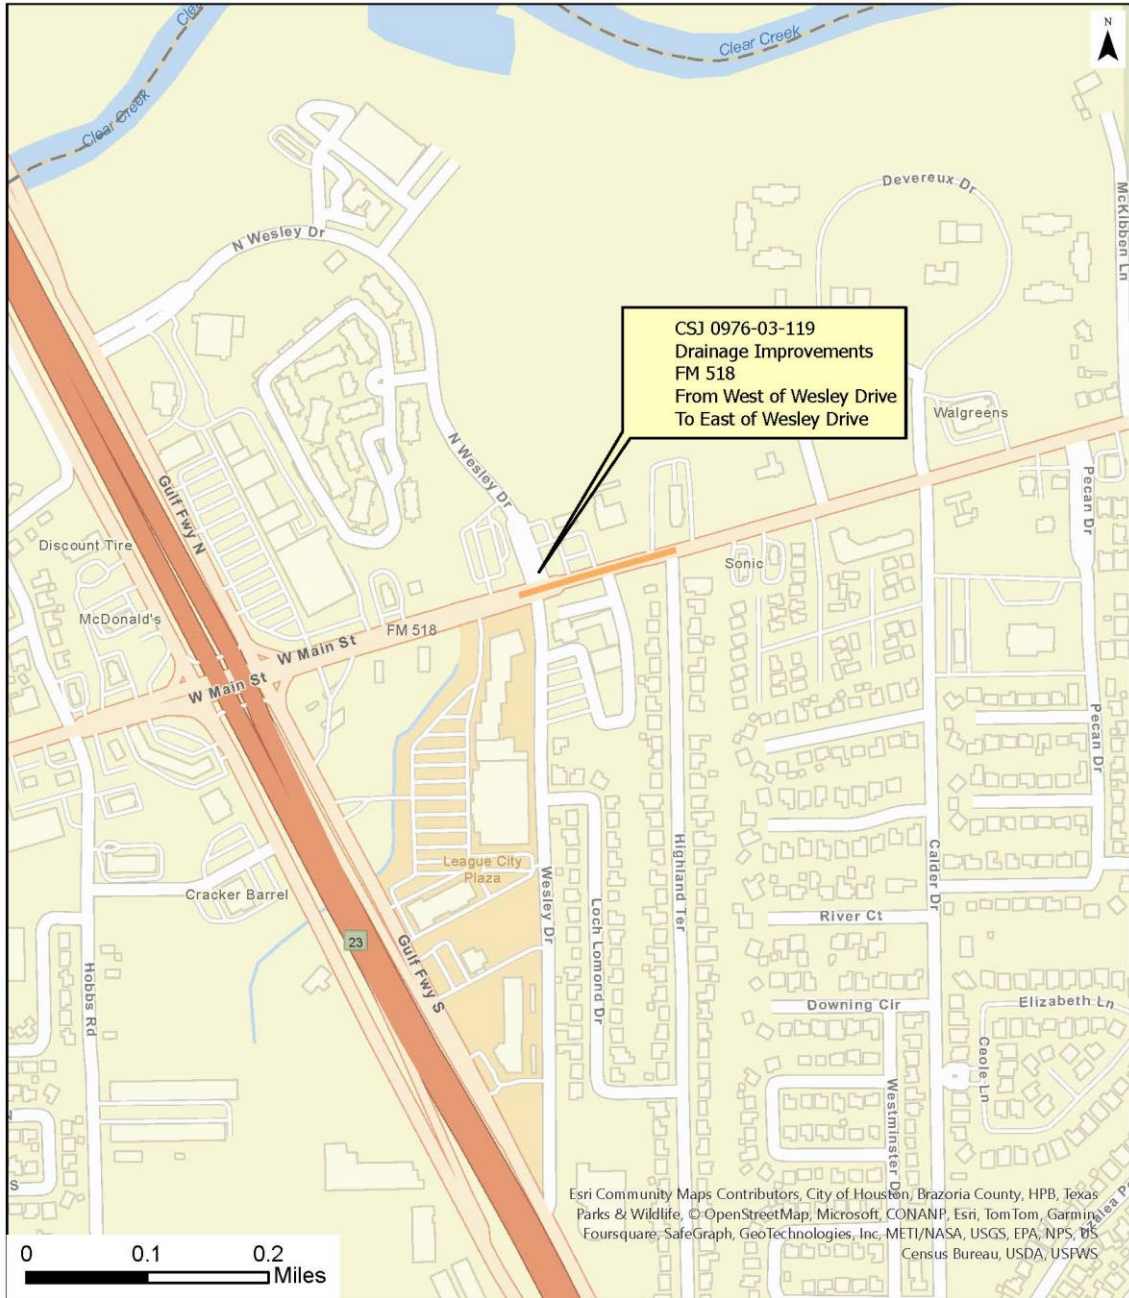 Clear Creek
Clear Creek
N
Clear Creek
Devereux Dr
McKibben Ln
N Wesley Dr
CSJ 0976-03-119
Drainage Improvements
FM 518
From West of Wesley Drive
To East of Wesley Drive
Walgreens
N Wesley Dr
Gulf Fwy N
Pecan Dr
Discount Tire
Sonic
McDonald's
FM 518
W Main St
W Main St
Pecan Dr
League City
Plaza
Cracker Barrel
Highland Ter
Calder Dr
Wesley Dr
Loch Lomond Dr
River Ct
23
Gulf Fwy S
Hobbs Rd
Downing Cir
Elizabeth Ln
Ceole Ln
Westminster D
S
Esri Community Maps Contributors, City of Houston, Brazoria County, HPB, Texas
Parks & Wildlife, © OpenStreetMap, Microsoft, CONANP, Esri, TomTom, Garmin,
Foursquare, SafeGraph, GeoTechnologies, Inc, METI/NASA, USGS, EPA, NPS, US
Census Bureau, USDA, USFWS
0 0.1 0.2
Miles